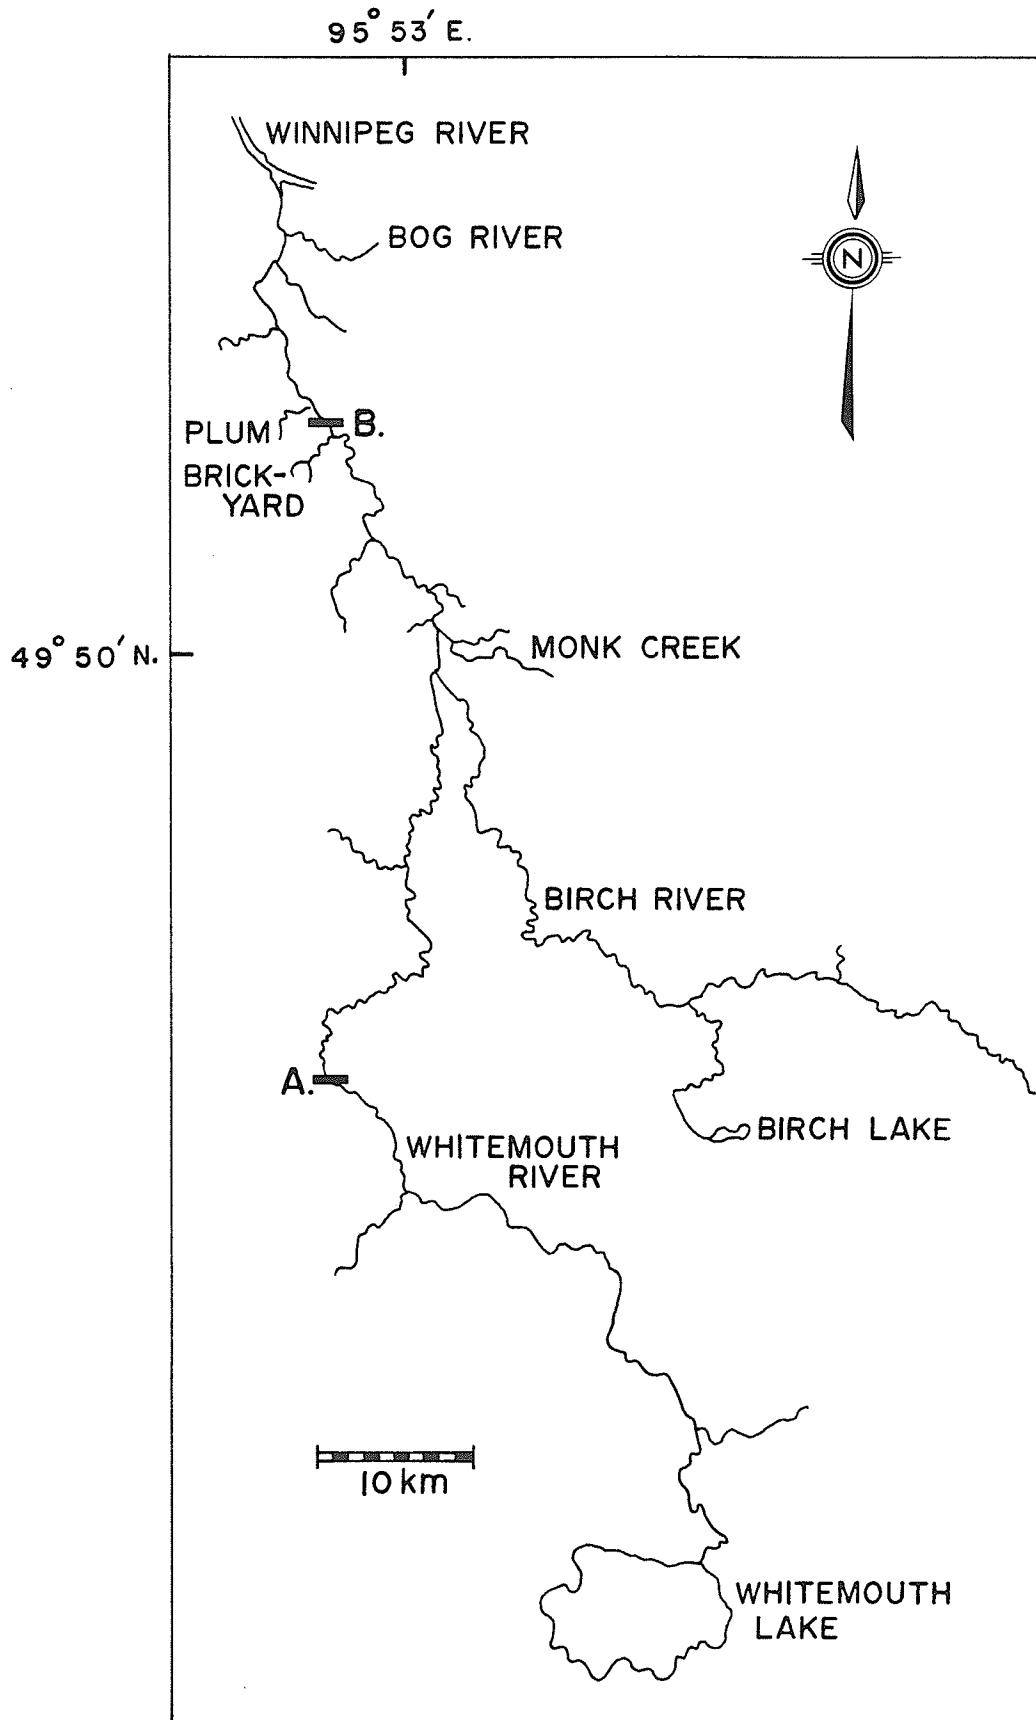 95° 53′ E.
WINNIPEG RIVER
BOG RIVER
N
PLUM
B.
BRICK-
YARD
49° 50′ N.
MONK CREEK
BIRCH RIVER
A.
BIRCH LAKE
WHITEMOUTH
RIVER
10 km
WHITEMOUTH
LAKE